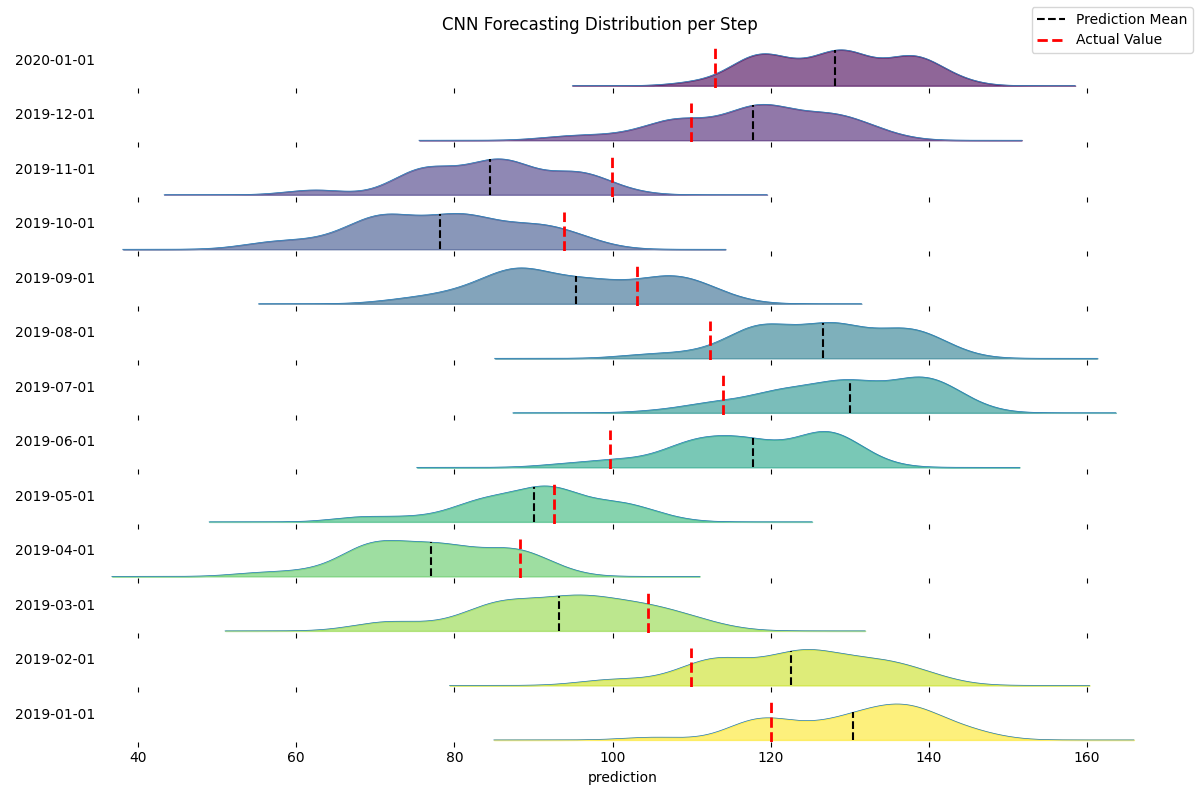 CNN Forecasting Distribution per Step
Prediction Mean
Actual Value
2020-01-01
2019-12-01
2019-11-01
2019-10-01
2019-09-01
2019-08-01
2019-07-01
2019-06-01
2019-05-01
2019-04-01
2019-03-01
2019-02-01
2019-01-01
40 60 80 100 120 140 160
prediction